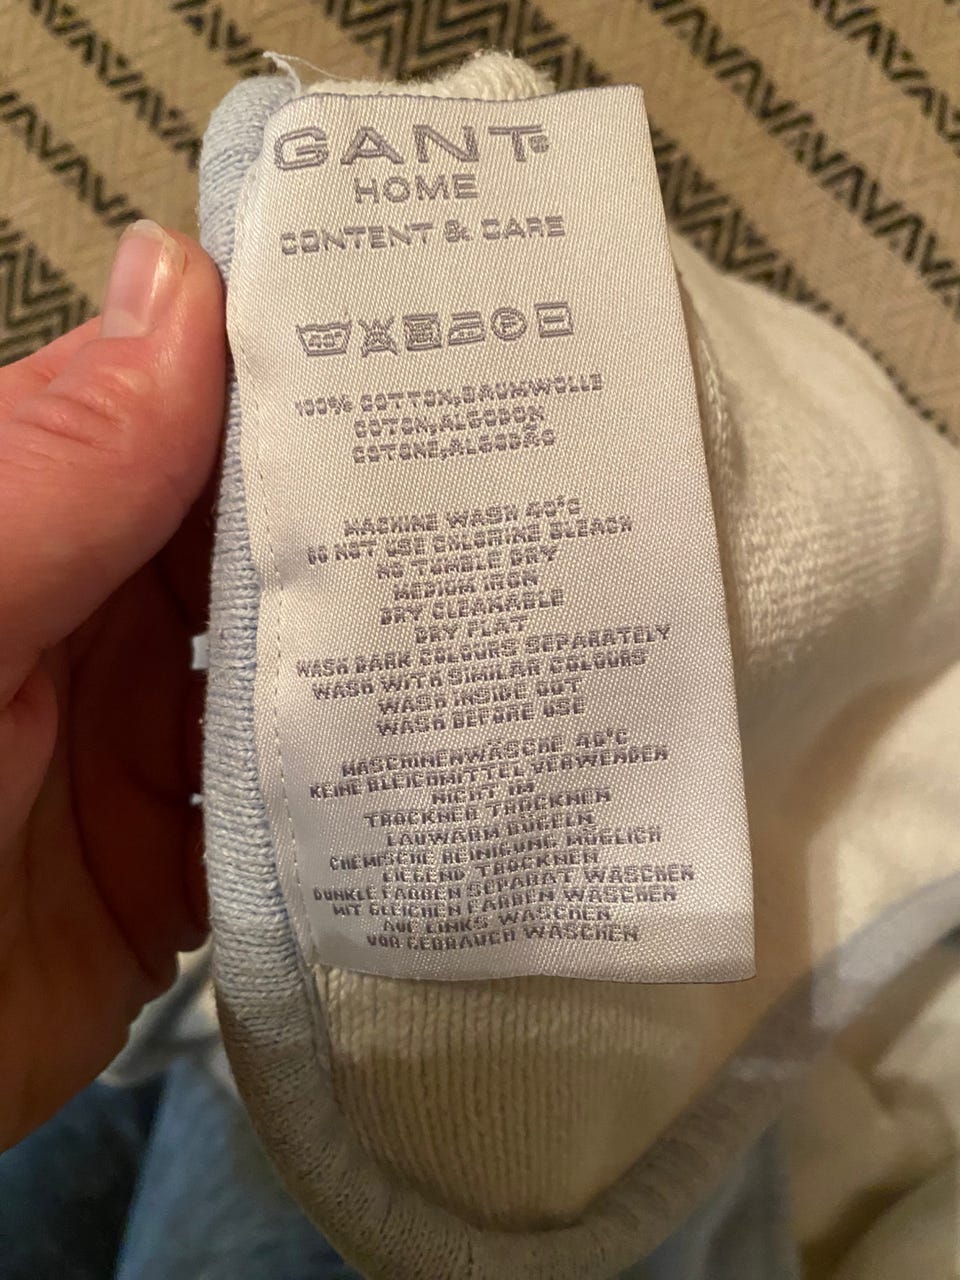 GANT®
HOME
CONTENT & CARE
40°
P
100% COTTON,BAUMWOLLE
COTON,ALGODON
COTONE,ALGODÃO
MACHINE WASH 40°C
DO NOT USE CHLORINE BLEACH
NO TUMBLE DRY
MEDIUM IRON
DRY CLEANABLE
DRY FLAT
WASH DARK COLOURS SEPARATELY
WASH WITH SIMILAR COLOURS
WASH INSIDE OUT
WASH BEFORE USE
MASCHINENWÄSCHE 40°C
KEINE BLEICHMITTEL VERWENDEN
NICHT IM
TROCKNER TROCKNEN
LAUWARM BÜGELN
CHEMISCHE REINIGUNG MÖGLICH
LIEGEND TROCKNEN
DUNKLE FARBEN SEPARAT WASCHEN
MIT GLEICHEN FARBEN WASCHEN
AUF LINKS WASCHEN
VOR GEBRAUCH WASCHEN